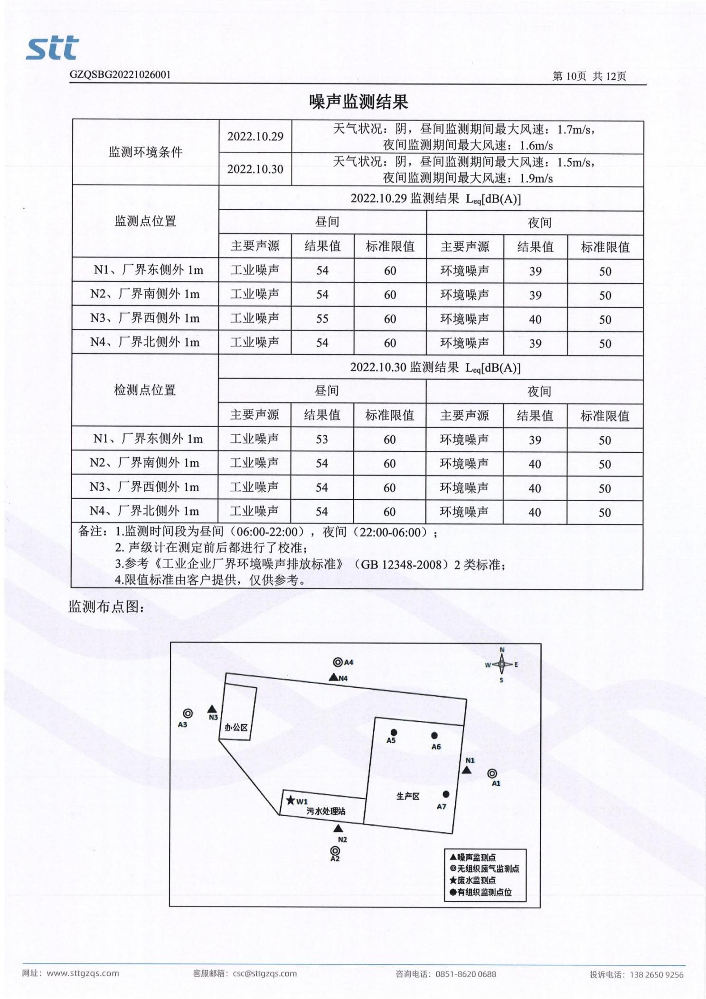 stt
GZQSBG20221026001
第 10页 共 12页
噪声监测结果
监测环境条件
2022.10.29
天气状况：阴，昼间监测期间最大风速：1.7m/s，
夜间监测期间最大风速：1.6m/s
2022.10.30
天气状况：阴，昼间监测期间最大风速：1.5m/s，
夜间监测期间最大风速：1.9m/s
监测点位置
2022.10.29 监测结果 Leq[dB(A)]
昼间 夜间
主要声源 结果值 标准限值 主要声源 结果值 标准限值
N1、厂界东侧外 1m 工业噪声 54 60 环境噪声 39 50
N2、厂界南侧外 1m 工业噪声 54 60 环境噪声 39 50
N3、厂界西侧外 1m 工业噪声 55 60 环境噪声 40 50
N4、厂界北侧外 1m 工业噪声 54 60 环境噪声 39 50
检测点位置
2022.10.30 监测结果 Leq[dB(A)]
昼间 夜间
主要声源 结果值 标准限值 主要声源 结果值 标准限值
N1、厂界东侧外 1m 工业噪声 53 60 环境噪声 39 50
N2、厂界南侧外 1m 工业噪声 54 60 环境噪声 40 50
N3、厂界西侧外 1m 工业噪声 54 60 环境噪声 40 50
N4、厂界北侧外 1m 工业噪声 54 60 环境噪声 40 50
备注：1.监测时间段为昼间（06:00-22:00），夜间（22:00-06:00）；
2. 声级计在测定前后都进行了校准；
3.参考《工业企业厂界环境噪声排放标准》（GB 12348-2008）2 类标准；
4.限值标准由客户提供，仅供参考。
监测布点图：
N
W E
S
◎A4
▲N4
A3
N3
办公区
A5
A6
N1
A1
生产区
A7
★W1
污水处理站
N2
A2
▲噪声监测点
◎无组织废气监测点
★废水监测点
●有组织监测点位
网址：www.sttgzqs.com 客服邮箱：csc@sttgzqs.com 咨询电话：0851-8620 0688 投诉电话：138 2650 9256